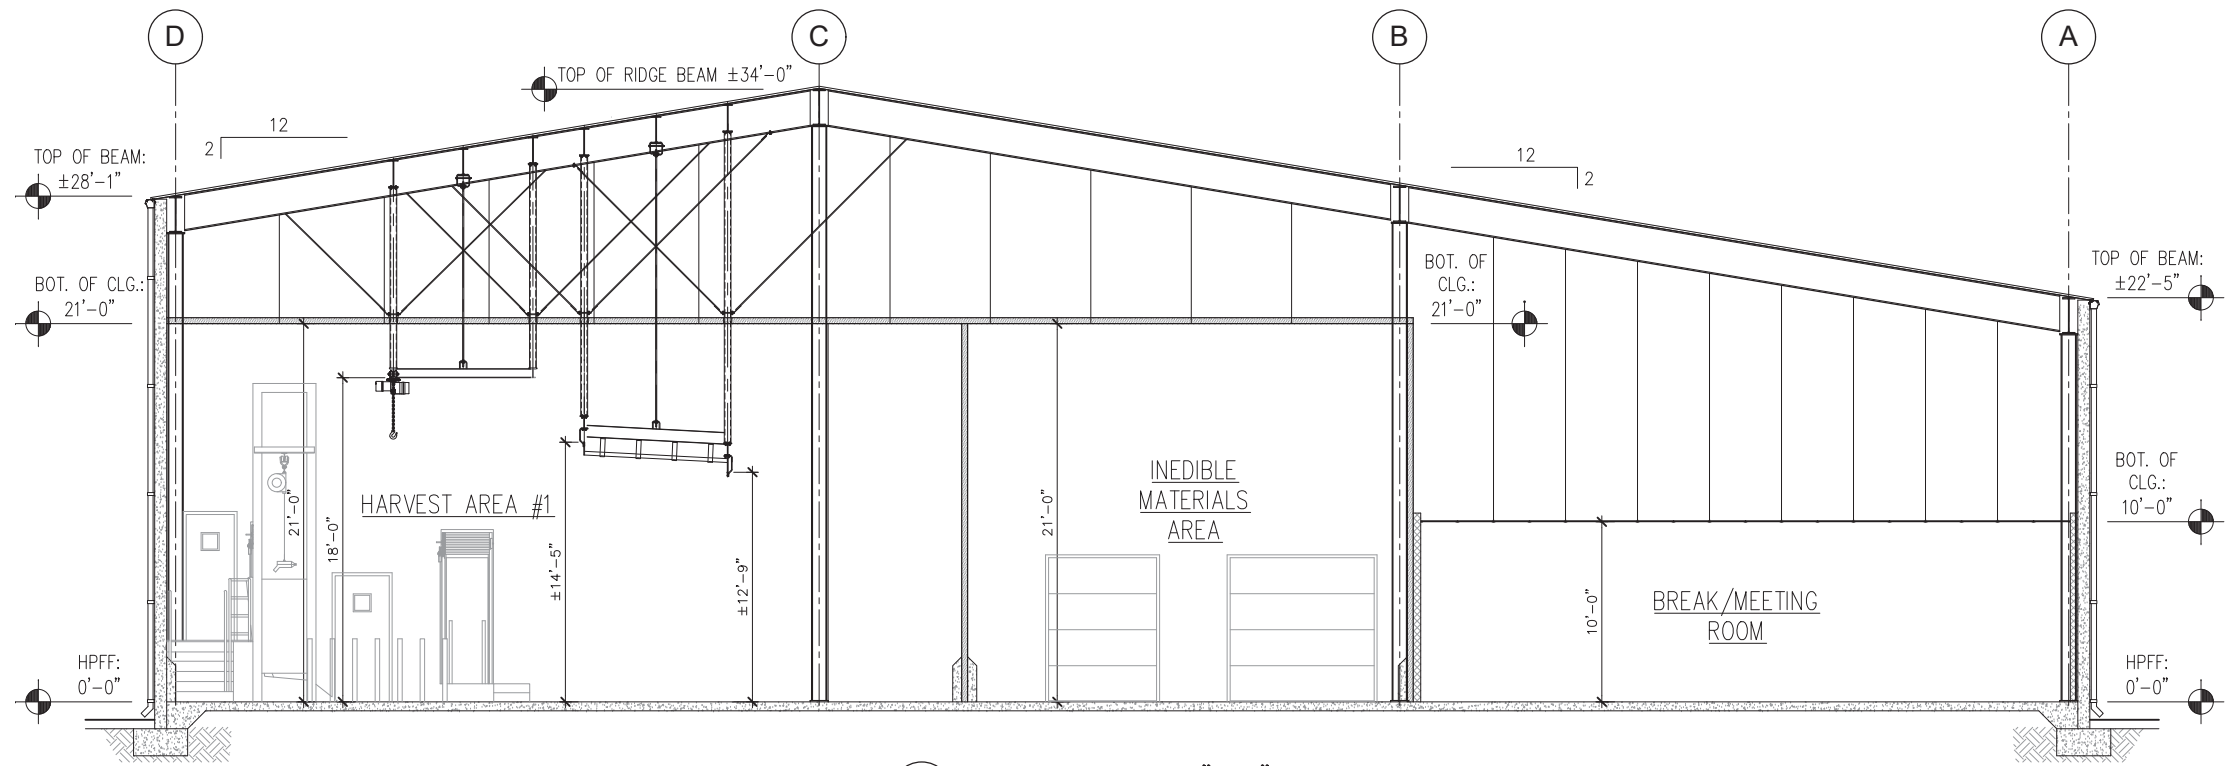 D
C
B
A
TOP OF RIDGE BEAM ±34'-0"
12
2
12
2
TOP OF BEAM:
±28'-1"
BOT. OF CLG.:
21'-0"
BOT. OF
CLG.:
21'-0"
TOP OF BEAM:
±22'-5"
BOT. OF
CLG.:
10'-0"
HARVEST AREA #1
21'-0"
18'-0"
±14'-5"
±12'-9"
21'-0"
INEDIBLE
MATERIALS
AREA
10'-0"
BREAK/MEETING
ROOM
HPFF:
0'-0"
HPFF:
0'-0"